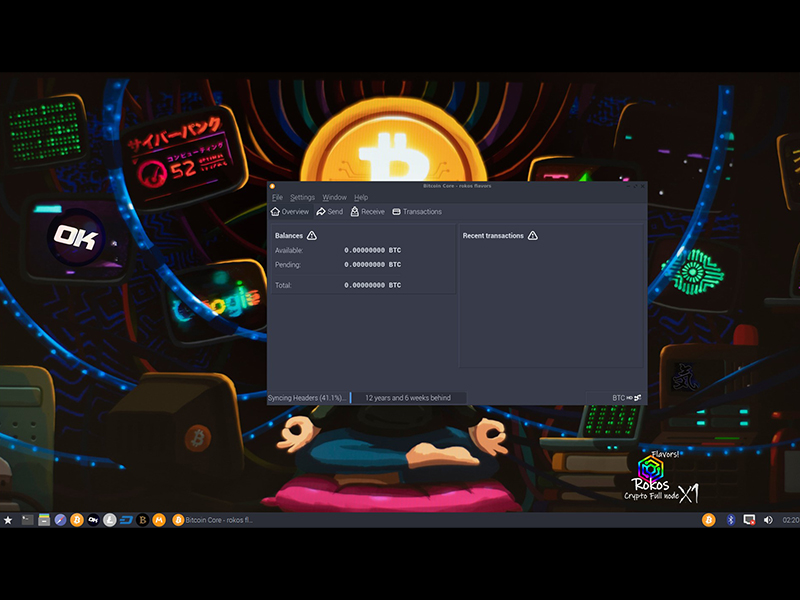 サイバーパンク
コンピューティング
52
OK
Google
Bitcoin Core - rokos flavors
File Settings Window Help
Overview Send Receive Transactions
Balances
Recent transactions
Available: 0.00000000 BTC
Pending: 0.00000000 BTC
Total: 0.00000000 BTC
Syncing Headers (41.1%)... 12 years and 6 weeks behind
BTC HD
Flavors!
Rokos
Crypto Full node X1
Bitcoin Core - rokos fl...
02:20